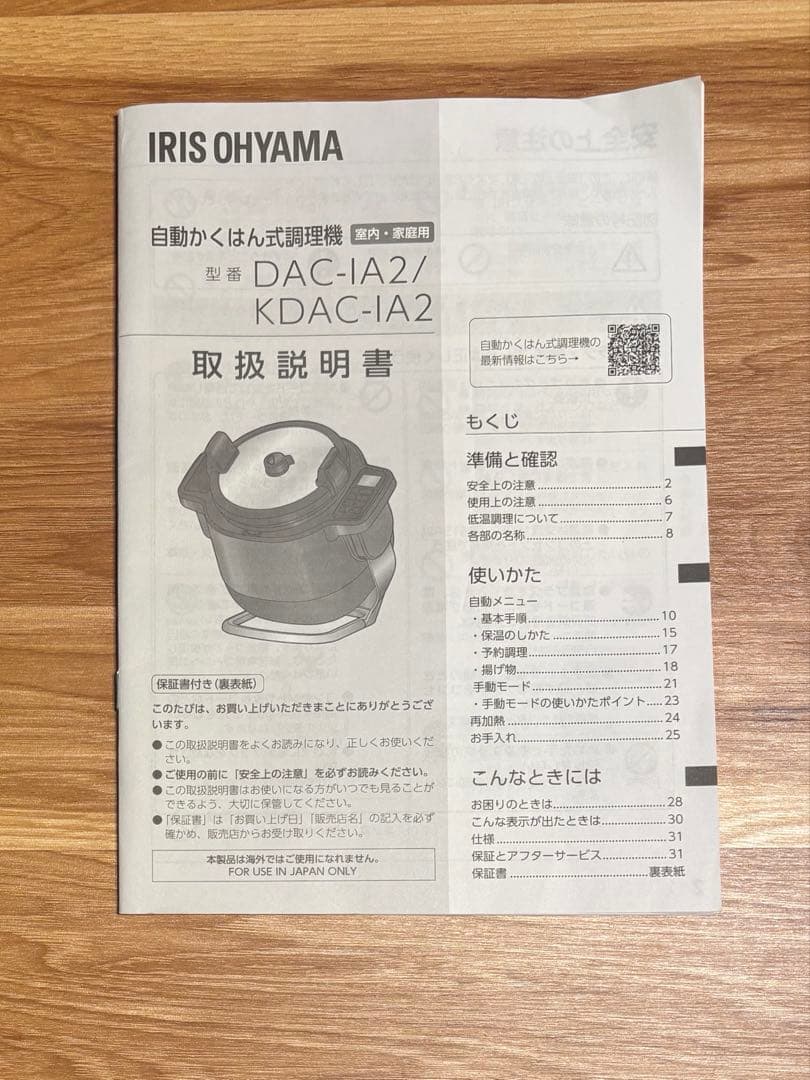 IRIS OHYAMA
自動かくはん式調理機 室内・家庭用
型番 DAC-IA2/
KDAC-IA2
取扱説明書
保証書付き(裏表紙)
このたびは、お買い上げいただきまことにありがとうござ
います。
●この取扱説明書をよくお読みになり、正しくお使いくだ
さい。
●ご使用の前に「安全上の注意」を必ずお読みください。
●この取扱説明書はお使いになる方がいつでも見ることが
できるよう、大切に保管してください。
●「保証書」は「お買い上げ日」「販売店名」の記入を必ず
確かめ、販売店からお受け取りください。
本製品は海外ではご使用になれません。
FOR USE IN JAPAN ONLY
自動かくはん式調理機の
最新情報はこちら→
もくじ
準備と確認
安全上の注意 2
使用上の注意 6
低温調理について 7
各部の名称 8
使いかた
自動メニュー
・基本手順 10
・保温のしかた 15
・予約調理 17
・揚げ物 18
手動モード 21
・手動モードの使いかたポイント 23
再加熱 24
お手入れ 25
こんなときには
お困りのときは 28
こんな表示が出たときは 30
仕様 31
保証とアフターサービス 31
保証書 裏表紙